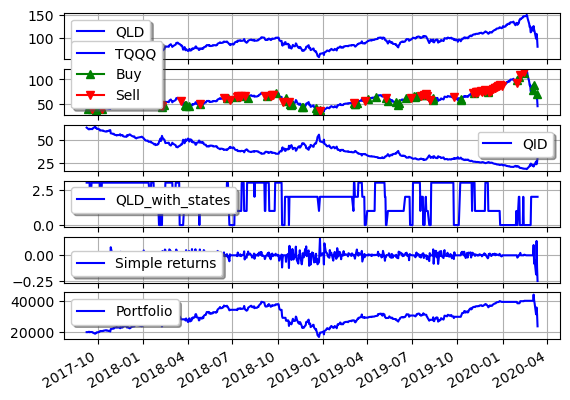 150
QLD
100
TQQQ
Buy
100
Sell
50
50
QID
25
2.5
QLD_with_states
0.0
0.00
Simple returns
−0.25
40000
Portfolio
20000
2017-10
2018-01
2018-04
2018-07
2018-10
2019-01
2019-04
2019-07
2019-10
2020-01
2020-04